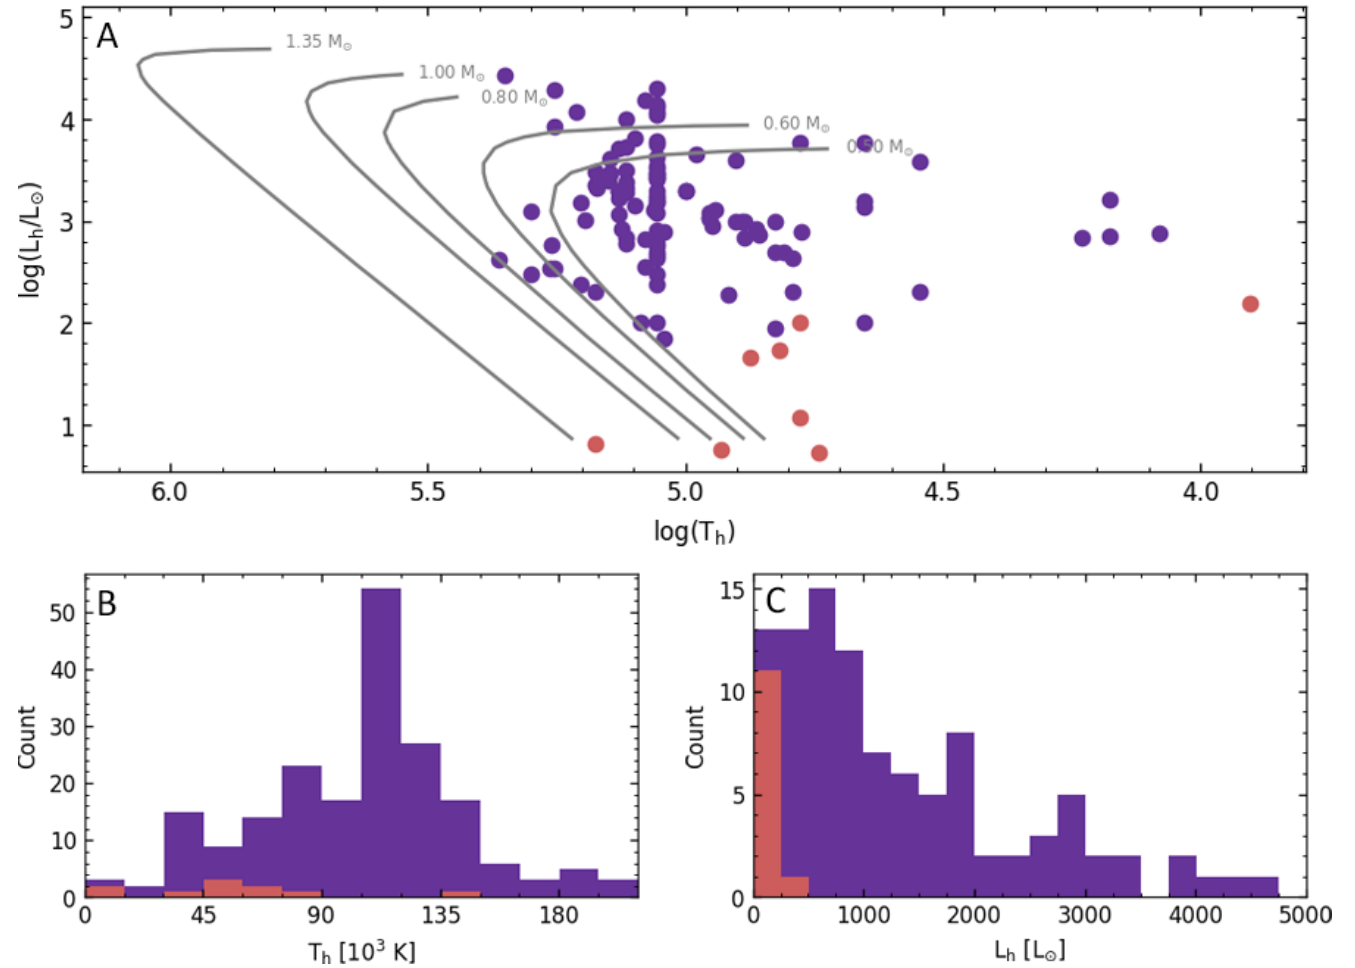 A
5
4
3
2
1
log(Lₕ/L☉)
1.35 M☉
1.00 M☉
0.80 M☉
0.60 M☉
0.50 M☉
6.0 5.5 5.0 4.5 4.0
log(Tₕ)
B
50
40
30
20
10
0
Count
0 45 90 135 180
Tₕ [10³ K]
C
15
10
5
0
Count
0 1000 2000 3000 4000 5000
Lₕ [L☉]